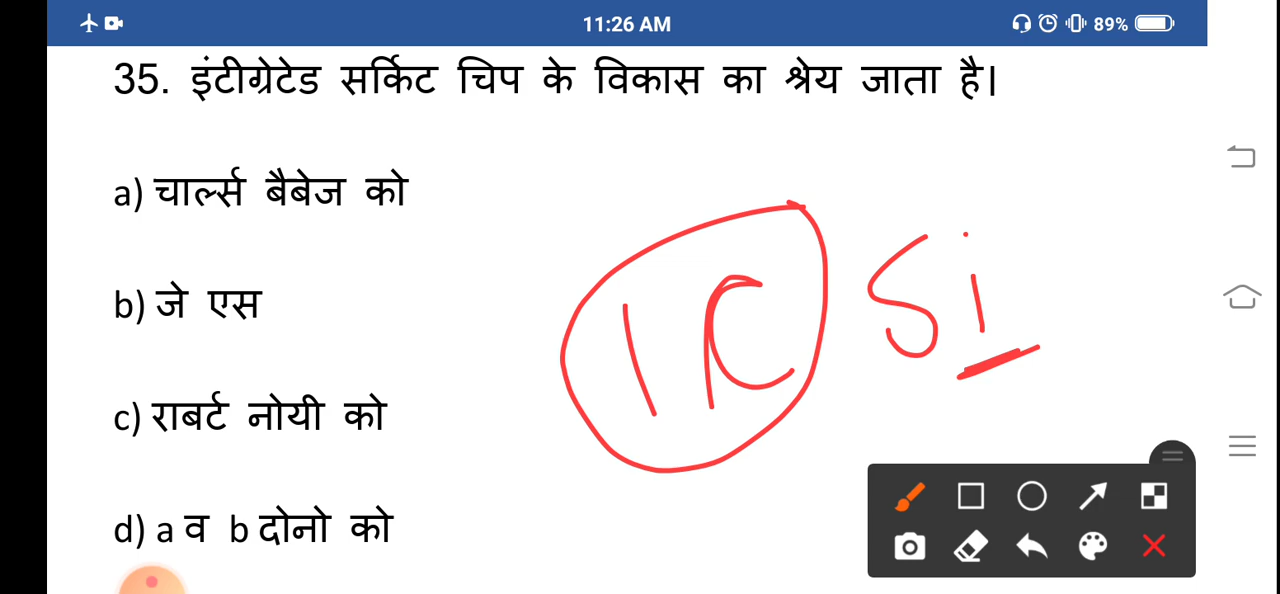 11:26 AM 89%
35. इंटीग्रेटेड सर्किट चिप के विकास का श्रेय जाता है।
a) चार्ल्स बैबेज को
b) जे एस
IC Si
c) राबर्ट नोयी को
d) a व b दोनो को